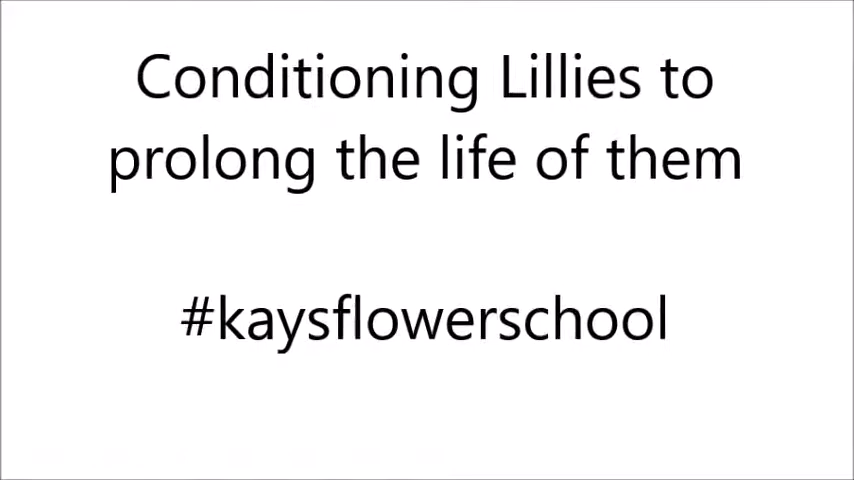 Conditioning Lillies to
prolong the life of them
#kaysflowerschool